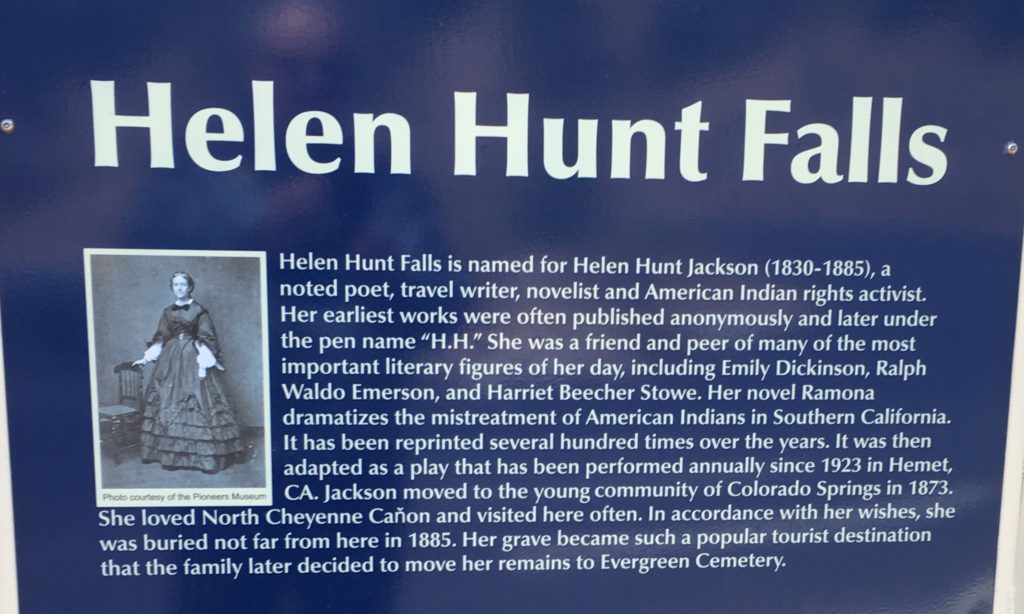 Helen Hunt Falls
Helen Hunt Falls is named for Helen Hunt Jackson (1830-1885), a
noted poet, travel writer, novelist and American Indian rights activist.
Her earliest works were often published anonymously and later under
the pen name “H.H.” She was a friend and peer of many of the most
important literary figures of her day, including Emily Dickinson, Ralph
Waldo Emerson, and Harriet Beecher Stowe. Her novel Ramona
dramatizes the mistreatment of American Indians in Southern California.
It has been reprinted several hundred times over the years. It was then
adapted as a play that has been performed annually since 1923 in Hemet,
CA. Jackson moved to the young community of Colorado Springs in 1873.
She loved North Cheyenne Caňon and visited here often. In accordance with her wishes, she
was buried not far from here in 1885. Her grave became such a popular tourist destination
that the family later decided to move her remains to Evergreen Cemetery.
Photo courtesy of the Pioneers Museum